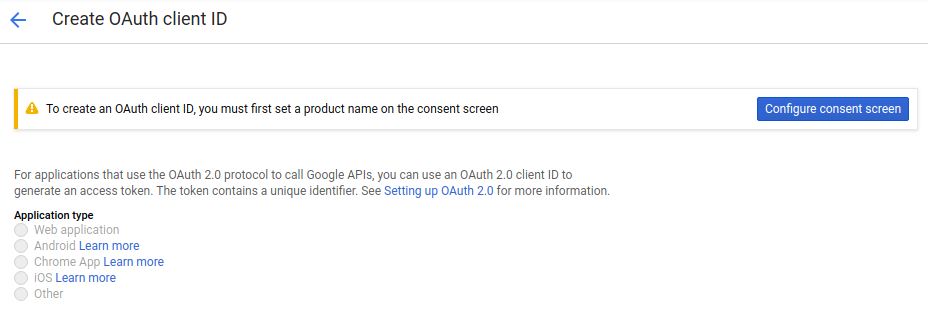 Create OAuth client ID
To create an OAuth client ID, you must first set a product name on the consent screen
Configure consent screen
For applications that use the OAuth 2.0 protocol to call Google APIs, you can use an OAuth 2.0 client ID to
generate an access token. The token contains a unique identifier. See Setting up OAuth 2.0 for more information.
Application type
Web application
Android Learn more
Chrome App Learn more
iOS Learn more
Other